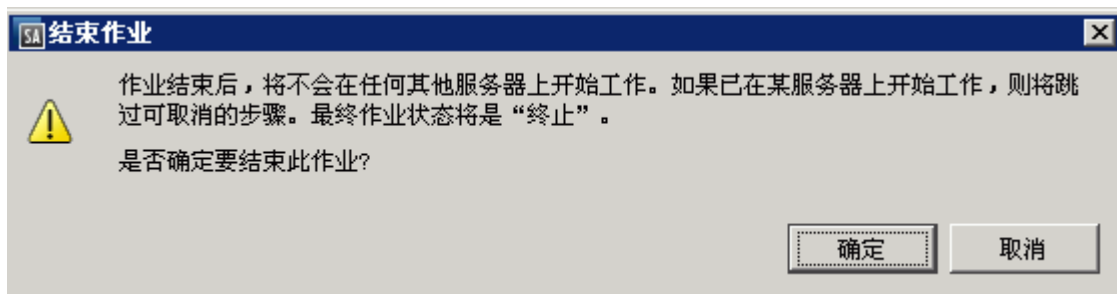 SA 结束作业
作业结束后，将不会在任何其他服务器上开始工作。如果已在某服务器上开始工作，则将跳
过可取消的步骤。最终作业状态将是“终止”。
是否确定要结束此作业?
确定 取消